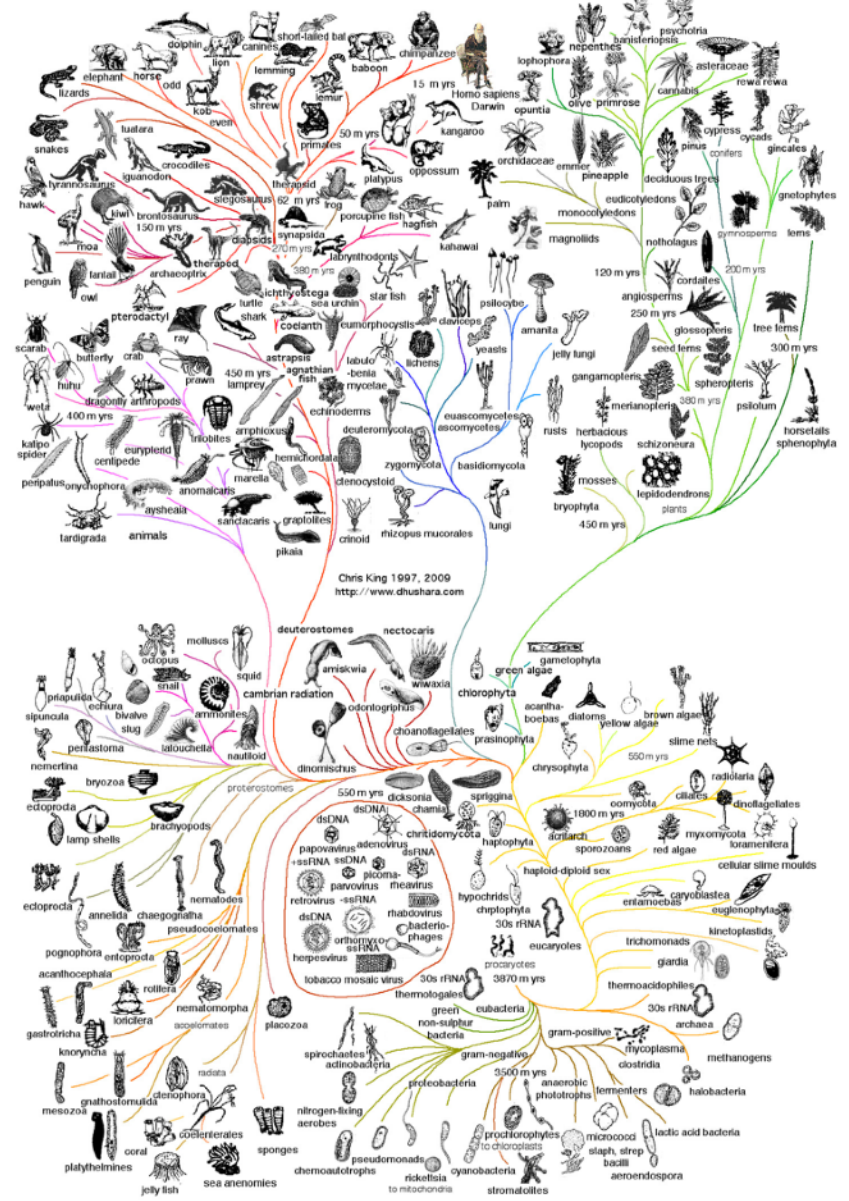 dolphin
canines
short-tailed bat
lion
chimpanzee
elephant
horse
odd
lemming
baboon
lizards
kob
shrew
lemur
15 m yrs
Homo sapiens
Darwin
even
tuatara
50 m yrs
kangaroo
snakes
primates
crocodiles
oppossum
iguanodon
platypus
tyrannosaurus
therapsid
hawk
kiwi
stegosaurus
62 m yrs
frog
brontosaurus
porcupine fish
150 m yrs
synapsida
hagfish
moa
therapod
diapsids
270 m yrs
labrynthodonts
kahawai
penguin
fantail
archaeoptrix
380 m yrs
owl
turtle
ichthyostega
sea urchin
star fish
pterodactyl
shark
coelanth
eumorphocystis
ray
scarab
butterfly
crab
astrapsis
agnathian
fish
huhu
prawn
450 m yrs
lamprey
dragonfly
arthropods
echinoderms
weta
400 m yrs
trilobites
amphioxus
katipo
spider
eurypterid
hemichordata
centipede
marella
ctenocystoid
peripatus
onychophora
anomalcaris
aysheaia
sanctacaris
graptolites
tardigrada
animals
pikaia
crinoid
psychotria
banisteriopsis
nepenthes
lophophora
asteraceae
rewa rewa
cannabis
opuntia
olive
primrose
cypress
pinus
cycads
conifers
gincales
orchidaceae
emmer
pineapple
deciduous trees
gnetophytes
palm
eudicotyledons
monocotyledons
gymnosperms
ferns
magnoliids
notholagus
120 m yrs
200 m yrs
cordaites
angiosperms
250 m yrs
glossopteris
tree ferns
seed ferns
300 m yrs
gangamopteris
spheropteris
merianopteris
380 m yrs
psilotum
herbacious
lycopods
schizoneura
horsetails
sphenophyla
mosses
lepidodendrons
bryophyta
plants
450 m yrs
psilocybe
claviceps
amanita
yeasts
jelly fungi
lichens
labulo
-benia
mycelae
euascomycetes
ascomycetes
rusts
deuteromycota
zygomycota
basidiomycota
fungi
rhizopus mucorales
Chris King 1997, 2009
http://www.dhushara.com
deuterostomes
nectocaris
molluscs
octopus
amiskwia
squid
gametophyta
green algae
wiwaxia
priapulida
snail
cambrian radiation
chlorophyta
echiura
odontogriphus
acantha-
boebas
diatoms
brown algae
sipuncula
bivalve
ammonites
yellow algae
slug
choanoflagellates
prasinophyta
pentastoma
latouchella
slime nets
nautiloid
nemertina
dinomischus
chrysophyta
550 m yrs
radiolaria
bryozoa
proterostomes
550 m yrs
dicksonia
spriggina
oomycota
ciliates
dinoflagellates
ectoprocta
charnia
1800 m yrs
dsDNA
dsDNA
chritidomycota
acritarch
myxomycota
brachyopods
lamp shells
haplophyta
sporozoans
red algae
foramenifera
papovavirus
adenovirus
dsRNA
+ssRNA
ssDNA
picorna-
haploid-diploid sex
cellular slime moulds
parvovirus
rheavirus
ectoprocta
annelida
chaegognatha
nematodes
retrovirus
-ssRNA
hypochrids
chrptophyta
entamoebas
caryoblastea
rhabdovirus
euglenophyta
dsDNA
30s rRNA
bacterio-
phages
pseudocoelomates
orthomyxo-
ssRNA
kinetoplastids
pognophora
entoprocta
eucaryotes
trichomonads
herpesvirus
procaryotes
giardia
acanthocephala
rotifera
tobacco mosaic virus
30s rRNA
3870 m yrs
thermoacidophiles
nematomorpha
thermotogales
30s rRNA
loricifera
placozoa
green
non-sulphur
bacteria
eubacteria
gastrotricha
acoelomates
archaea
gram-positive
knoryncha
spirochaetes
mycoplasma
methanogens
actinobacteria
gram-negative
clostridia
radiata
3500 m yrs
proteobacteria
anaerobic
phototrophs
fermenters
halobacteria
ctenophora
mesozoa
gnathostomulida
nitrogen-fixing
aerobes
coelenterates
prochlorophytes
to chloroplasts
micrococci
lactic acid bacteria
coral
sponges
pseudomonads
staph, strep
bacilli
platythelmines
chemoautotrophs
cyanobacteria
aeroendospora
jelly fish
sea anenomies
rickettsia
to mitochondria
stromatolites